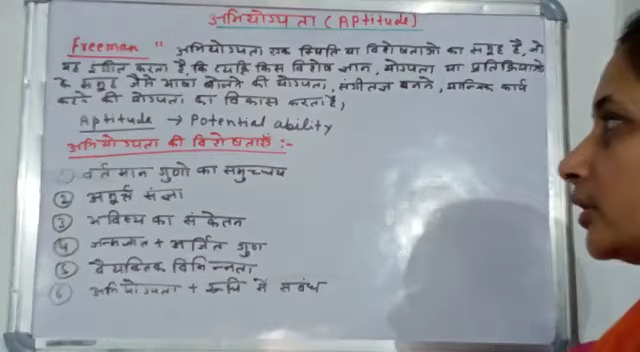 अभियोग्यता (Aptitude)
Freeman " अभियोग्यता एक स्थिति या विशेषताओ का समूह है, जो
यह इंगित करता है, कि व्यक्ति किस विशेष ज्ञान, योग्यता या प्रतिक्रियाओ
के समूह जैसे भाषा बोलने की योग्यता, संगीतज्ञ बनने, यान्त्रिक कार्य
करने की योग्यता का विकास करता है,
Aptitude → Potential ability
अभियोग्यता की विशेषताएँ :-
① वर्तमान गुणो का समुच्चय
② अमूर्त संज्ञा
③ भविष्य का संकेतन
④ जन्मजात + अर्जित गुण
⑤ वैयक्तिक विभिन्नता
⑥ अभियोग्यता + रूचि में सबंध